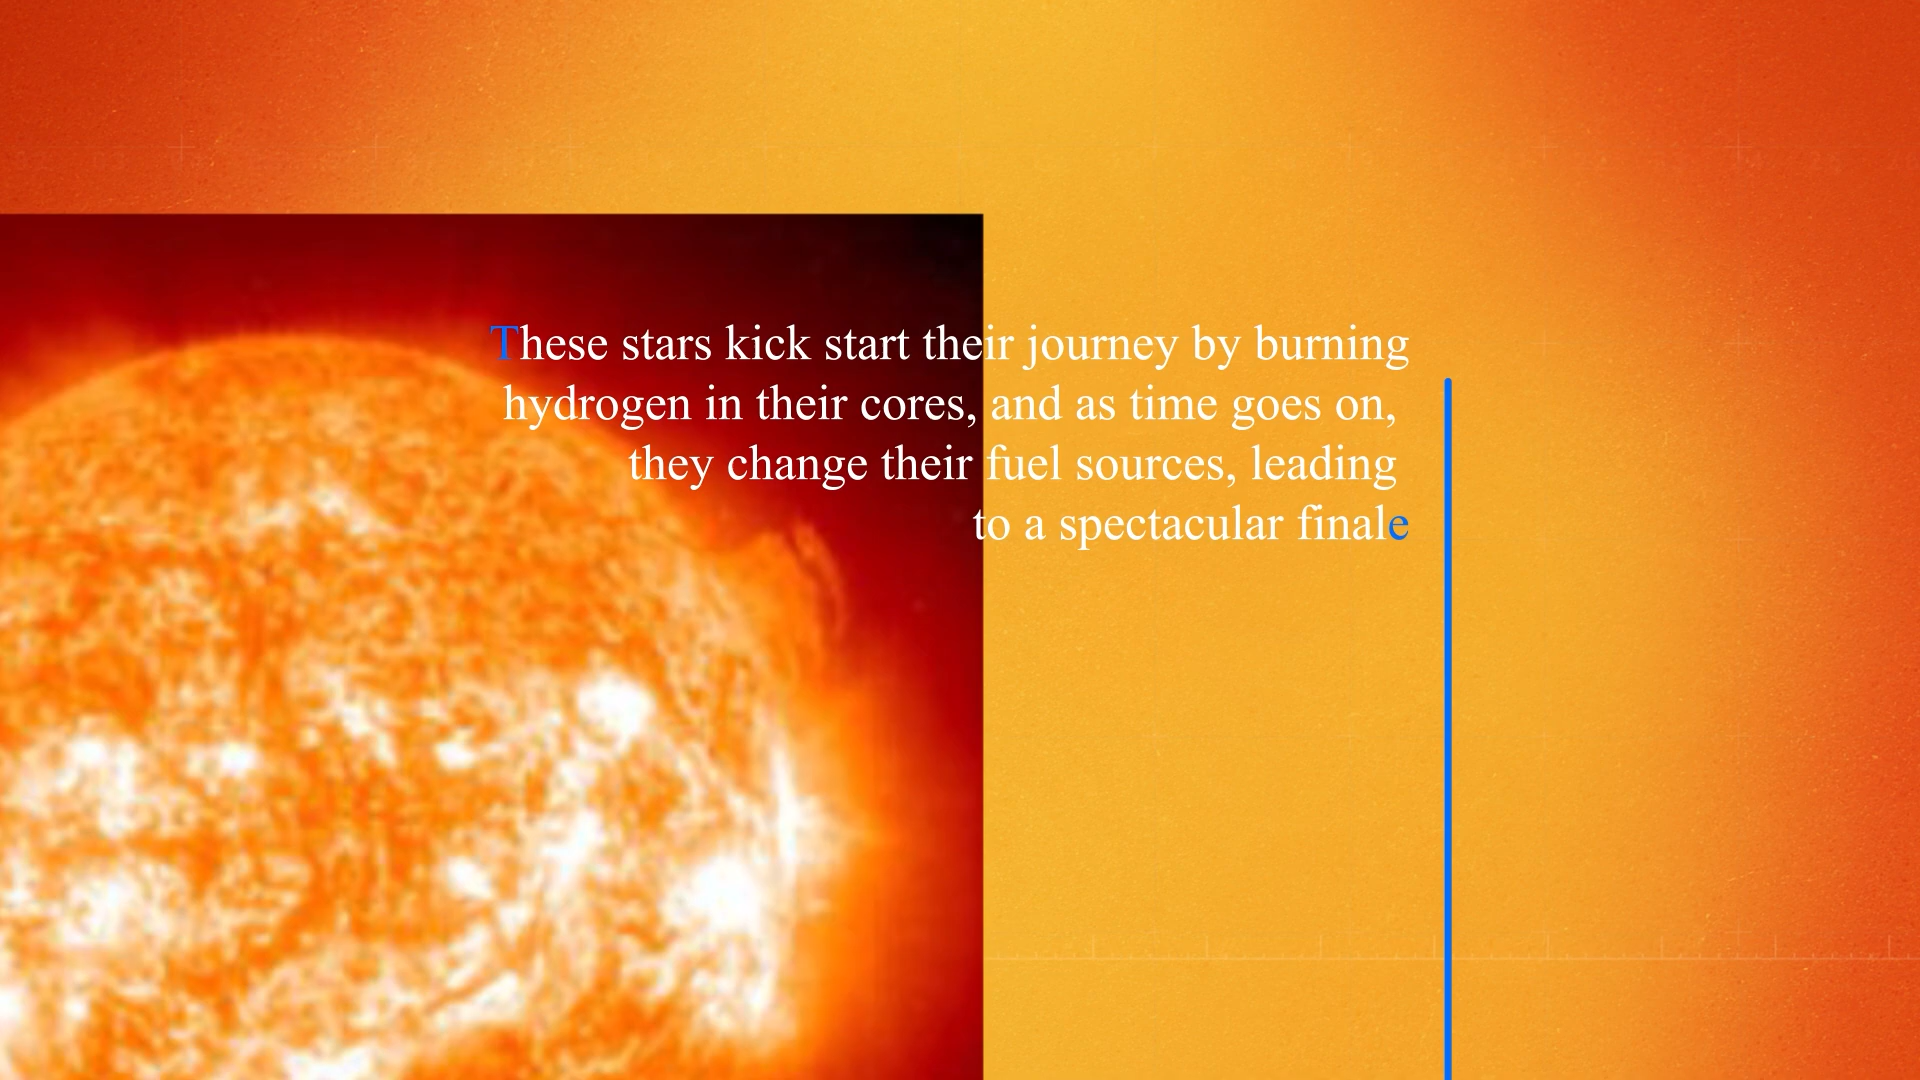 These stars kick start their journey by burning
hydrogen in their cores, and as time goes on,
they change their fuel sources, leading
to a spectacular finale